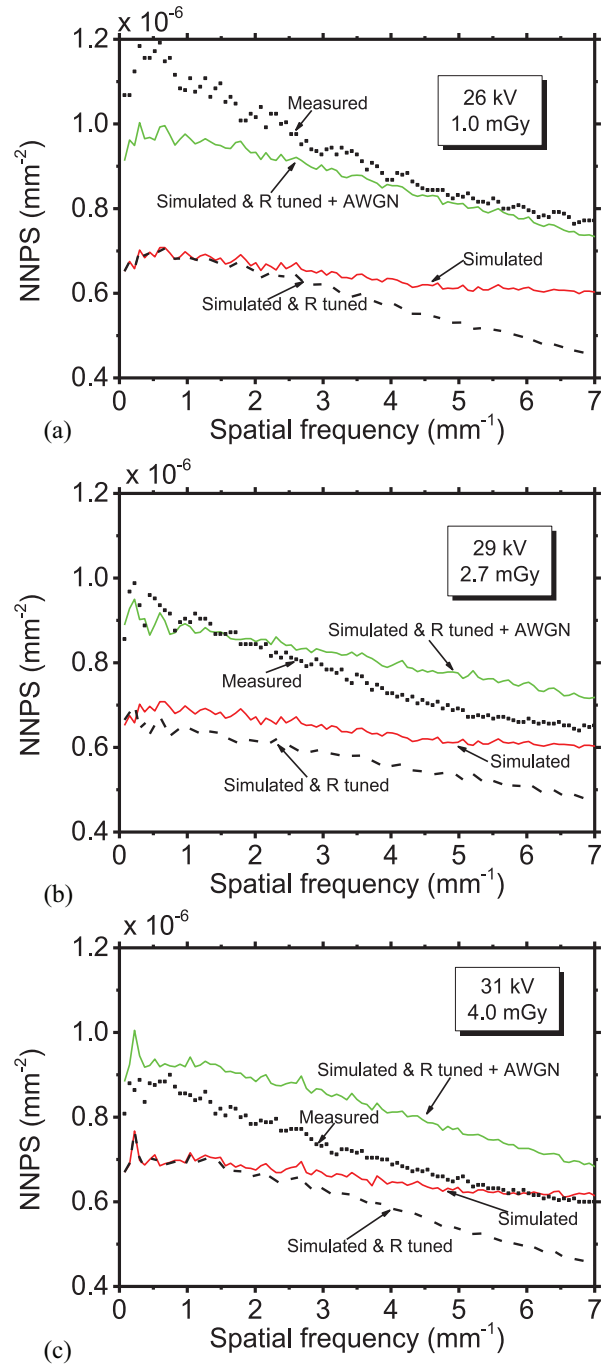 x 10⁻⁶
1.2
1.0
0.8
0.6
0.4
NNPS (mm⁻²)
26 kV
1.0 mGy
Measured
Simulated & R tuned + AWGN
Simulated
Simulated & R tuned
0 1 2 3 4 5 6 7
(a) Spatial frequency (mm⁻¹)
x 10⁻⁶
1.2
1.0
0.8
0.6
0.4
NNPS (mm⁻²)
29 kV
2.7 mGy
Simulated & R tuned + AWGN
Measured
Simulated
Simulated & R tuned
0 1 2 3 4 5 6 7
Spatial frequency (mm⁻¹)
(b)
x 10⁻⁶
1.2
1.0
0.8
0.6
0.4
NNPS (mm⁻²)
31 kV
4.0 mGy
Simulated & R tuned + AWGN
Measured
Simulated
Simulated & R tuned
0 1 2 3 4 5 6 7
Spatial frequency (mm⁻¹)
(c)